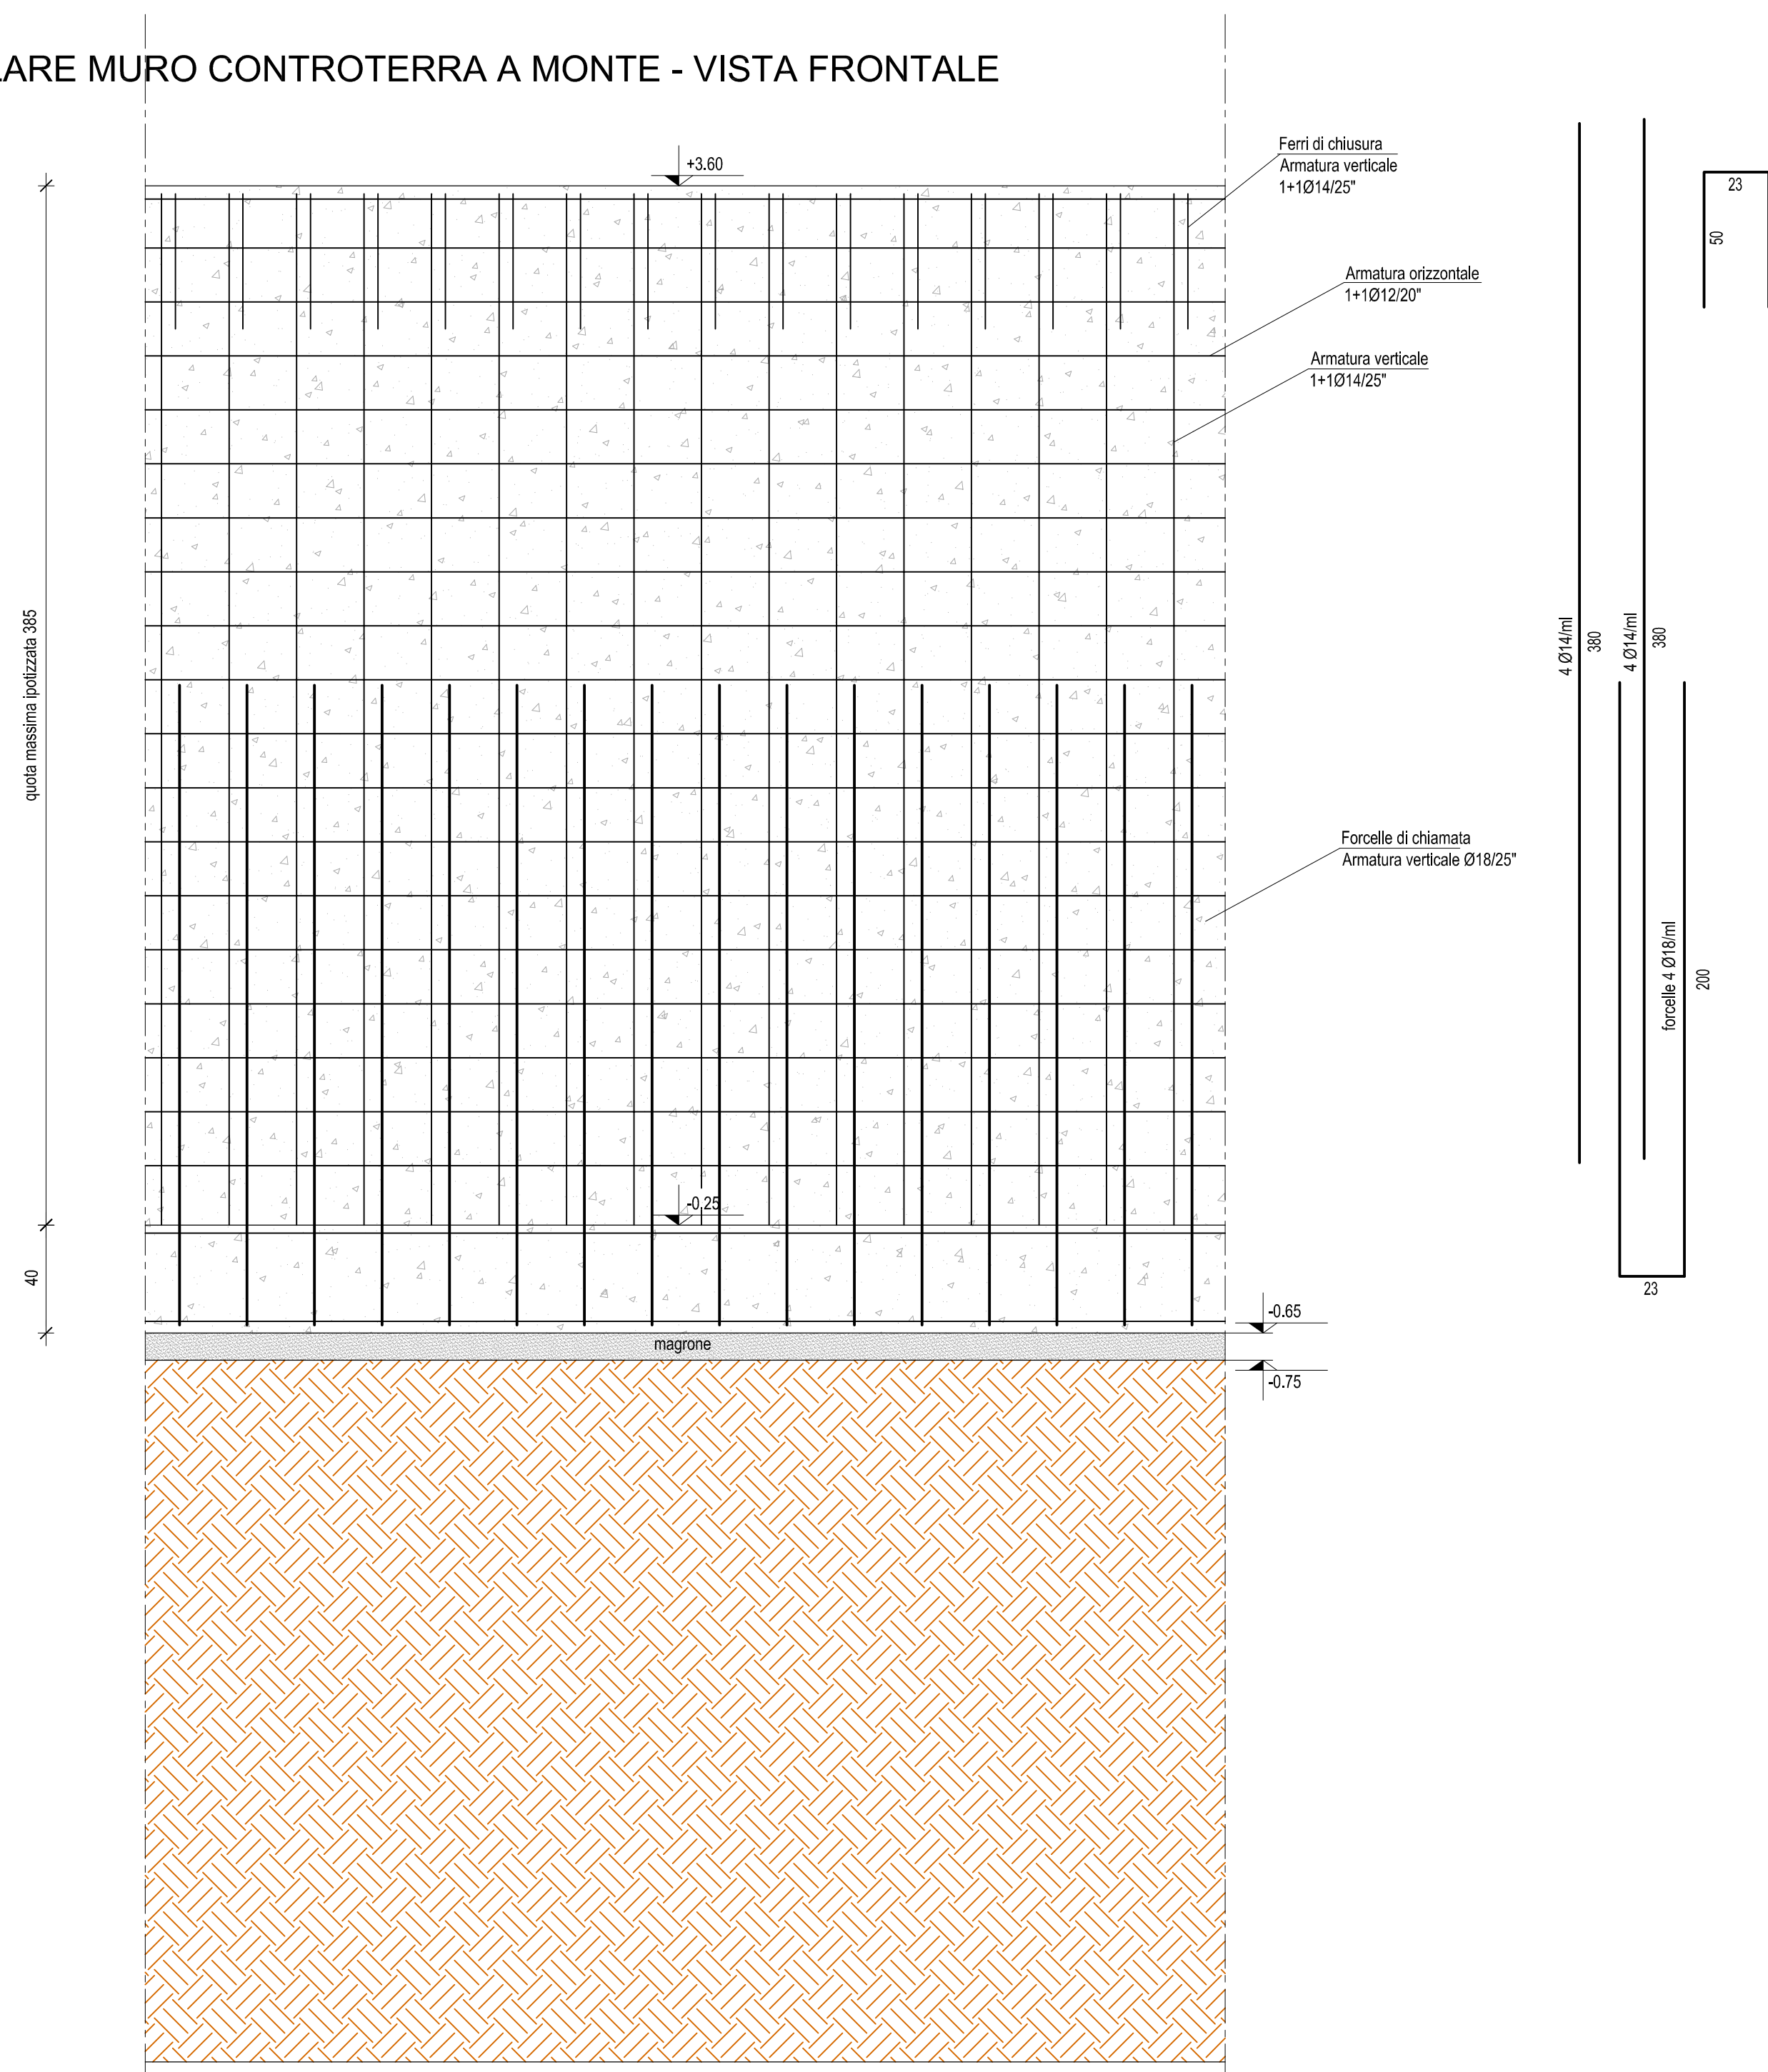 ARE MURO CONTROTERRA A MONTE - VISTA FRONTALE
+3.60
Ferri di chiusura
Armatura verticale
1+1Ø14/25"
Armatura orizzontale
1+1Ø12/20"
Armatura verticale
1+1Ø14/25"
quota massima ipotizzata 385
Forcelle di chiamata
Armatura verticale Ø18/25"
-0.25
40
-0.65
magrone
-0.75
4 Ø14/ml
380
4 Ø14/ml
380
23
50
forcelle 4 Ø18/ml
200
23